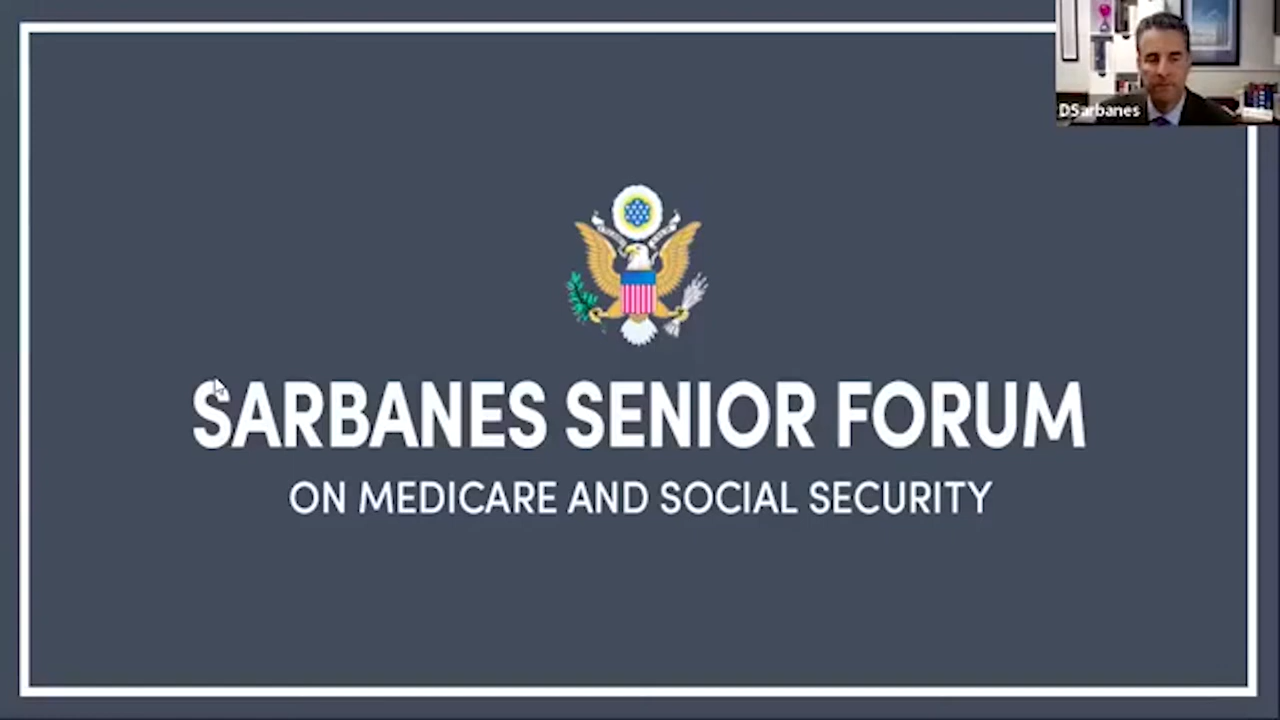 DSarbanes
SARBANES SENIOR FORUM
ON MEDICARE AND SOCIAL SECURITY